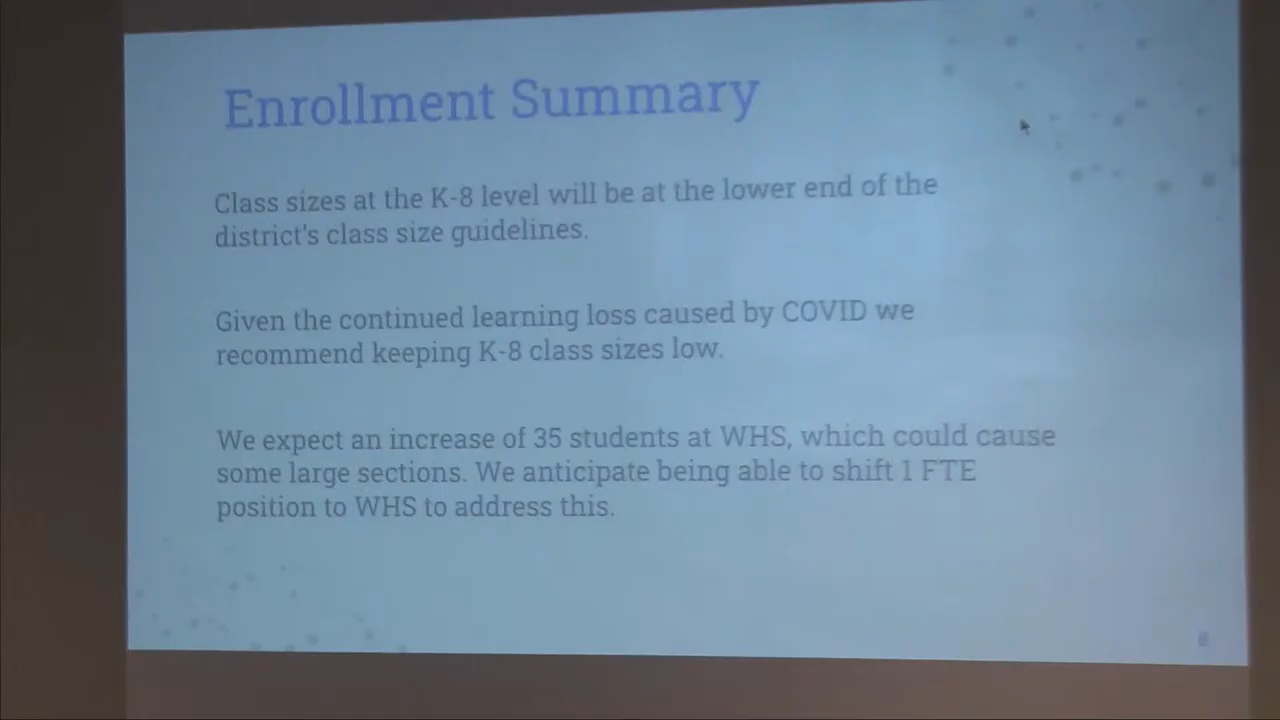 Enrollment Summary
Class sizes at the K-8 level will be at the lower end of the
district's class size guidelines.
Given the continued learning loss caused by COVID we
recommend keeping K-8 class sizes low.
We expect an increase of 35 students at WHS, which could cause
some large sections. We anticipate being able to shift 1 FTE
position to WHS to address this.